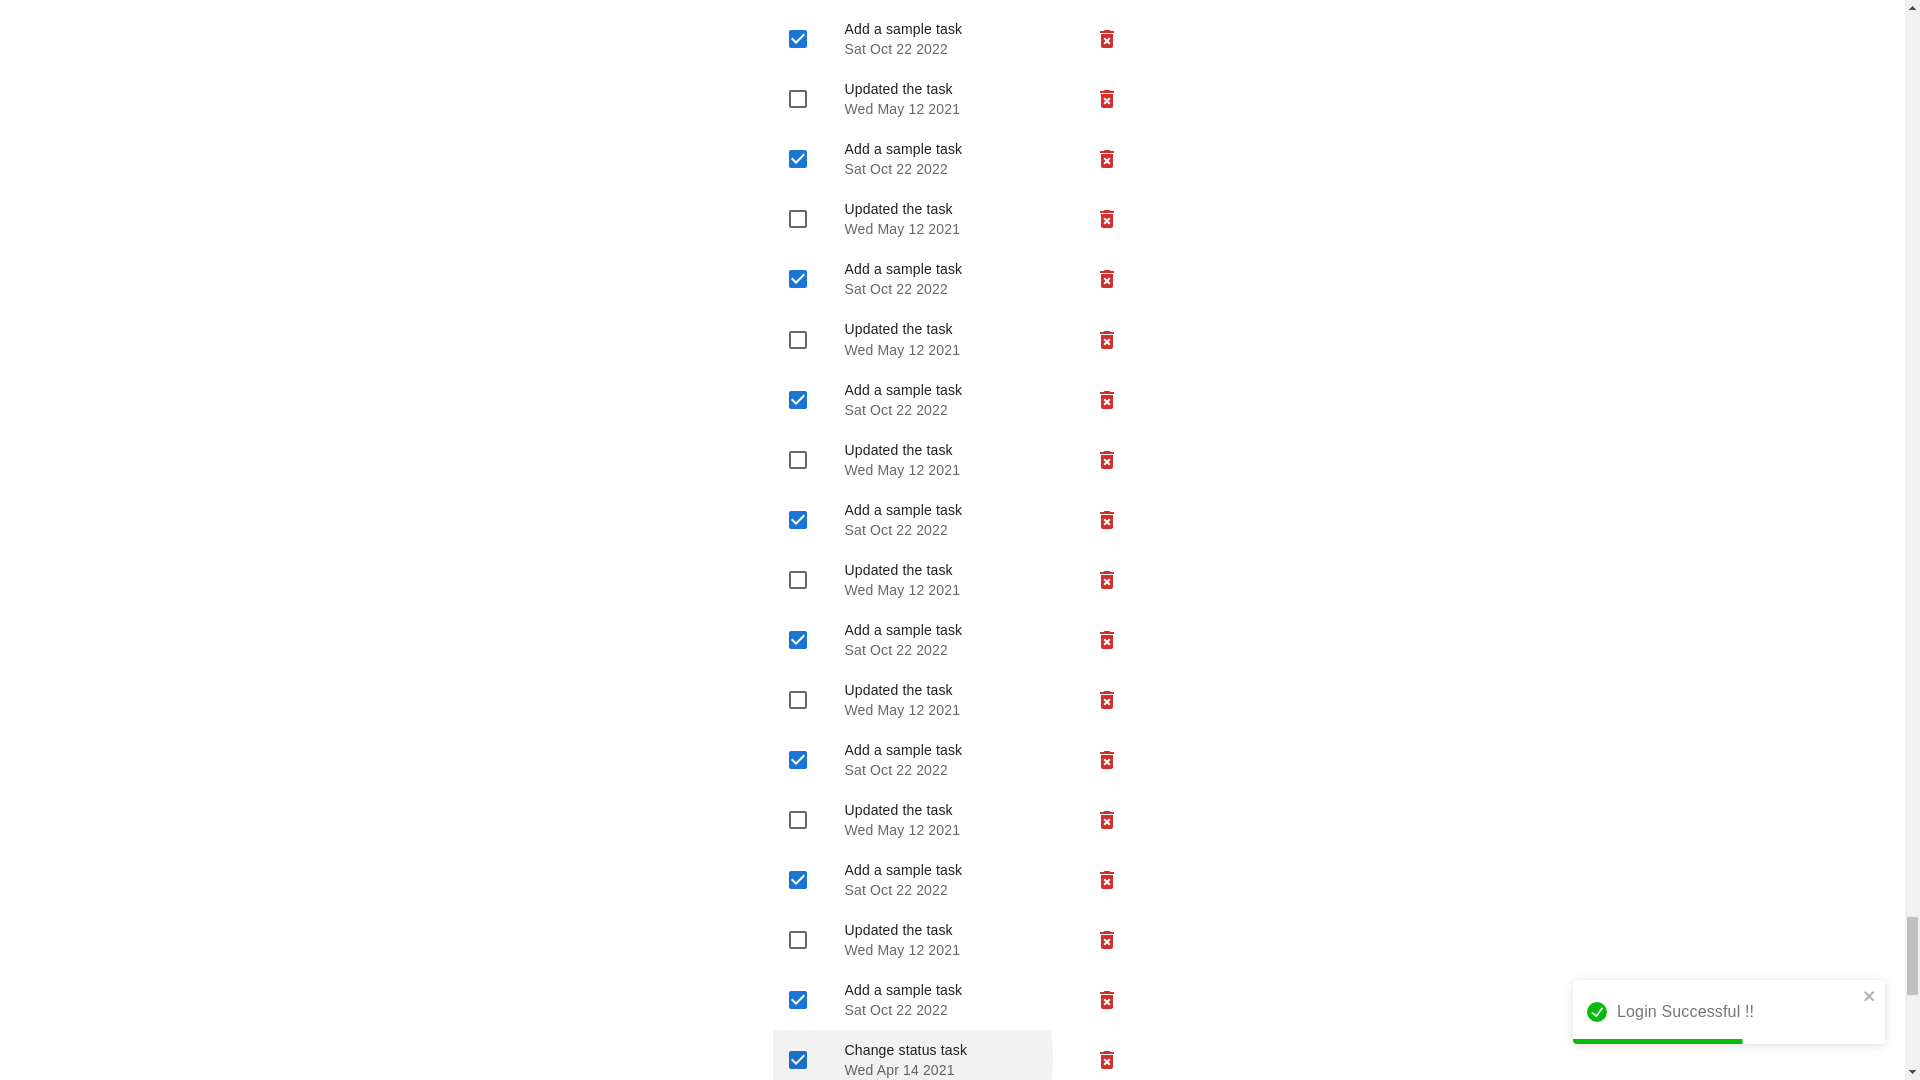 Add a sample task
Sat Oct 22 2022
Updated the task
Wed May 12 2021
Add a sample task
Sat Oct 22 2022
Updated the task
Wed May 12 2021
Add a sample task
Sat Oct 22 2022
Updated the task
Wed May 12 2021
Add a sample task
Sat Oct 22 2022
Updated the task
Wed May 12 2021
Add a sample task
Sat Oct 22 2022
Updated the task
Wed May 12 2021
Add a sample task
Sat Oct 22 2022
Updated the task
Wed May 12 2021
Add a sample task
Sat Oct 22 2022
Updated the task
Wed May 12 2021
Add a sample task
Sat Oct 22 2022
Updated the task
Wed May 12 2021
Add a sample task
Sat Oct 22 2022
Login Successful !!
Change status task
Wed Apr 14 2021